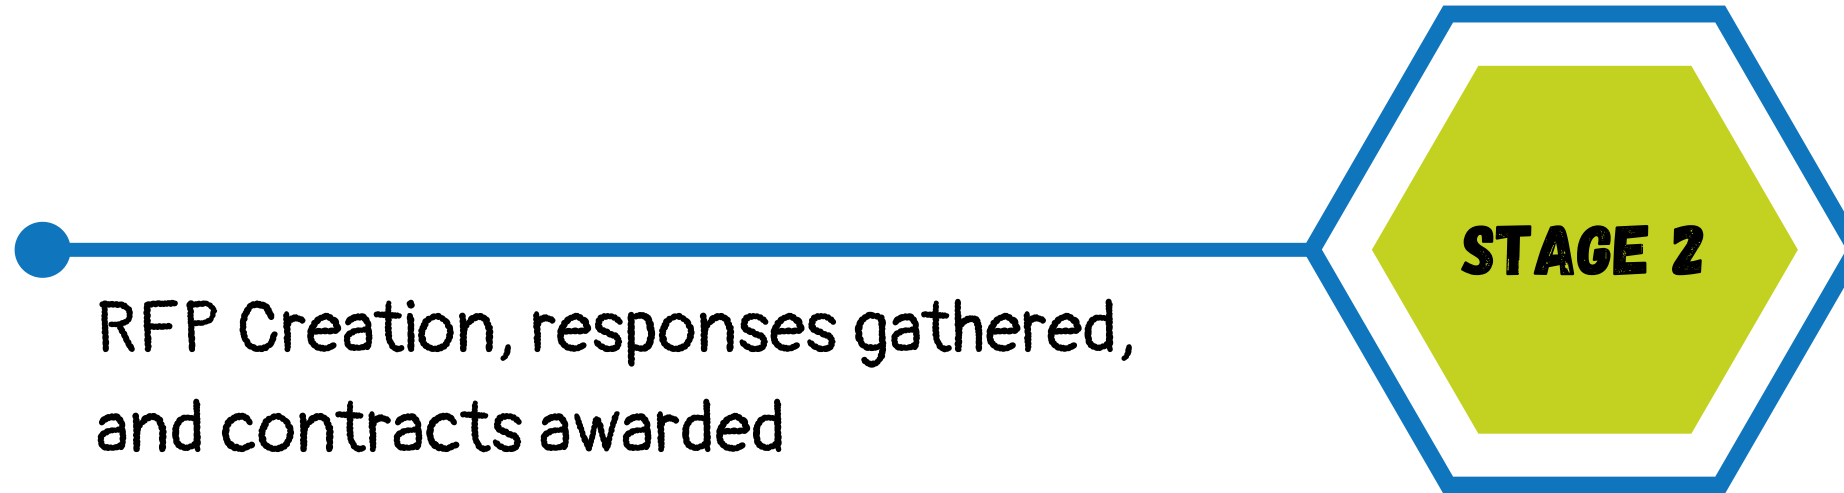 STAGE 2
RFP Creation, responses gathered,
and contracts awarded